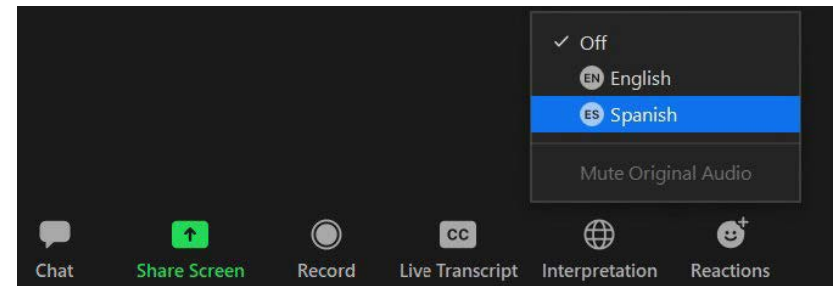 Off
EN English
ES Spanish
Mute Original Audio
CC
Chat
Share Screen
Record
Live Transcript
Interpretation
Reactions